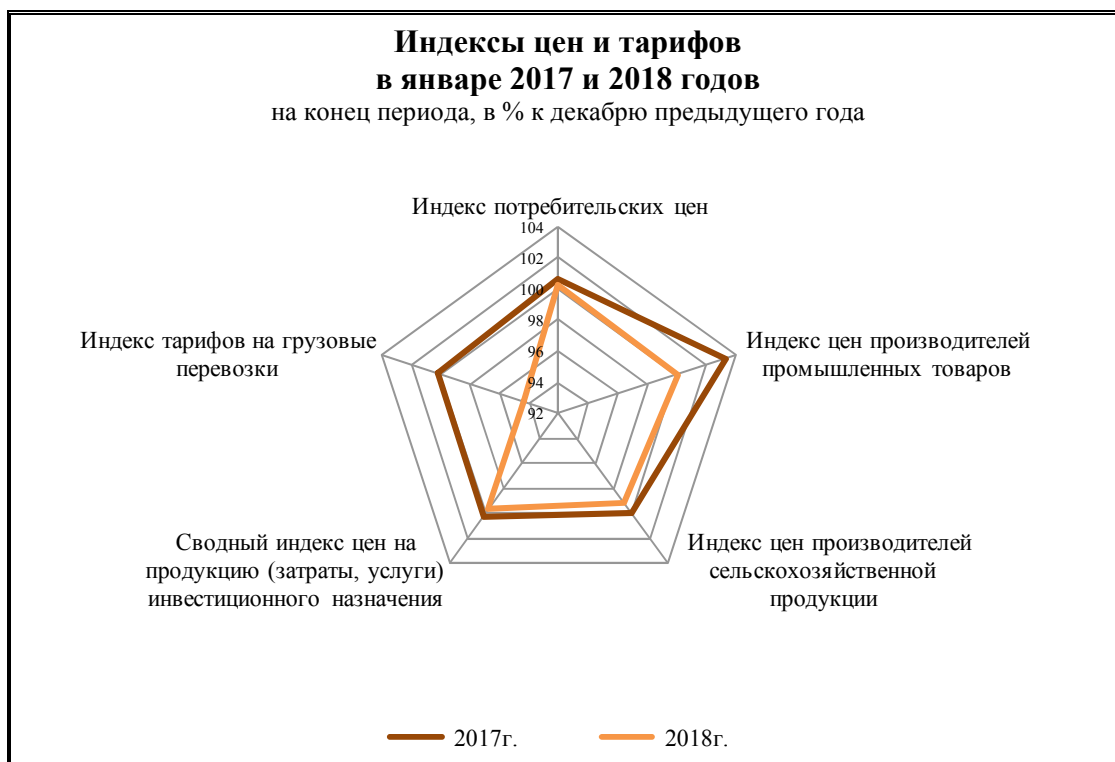 Индексы цен и тарифов
в январе 2017 и 2018 годов
на конец периода, в % к декабрю предыдущего года
Индекс потребительских цен
104
102
100
98
96
94
92
Индекс цен производителей
промышленных товаров
Индекс цен производителей
сельскохозяйственной
продукции
Сводный индекс цен на
продукцию (затраты, услуги)
инвестиционного назначения
Индекс тарифов на грузовые
перевозки
2017г.
2018г.